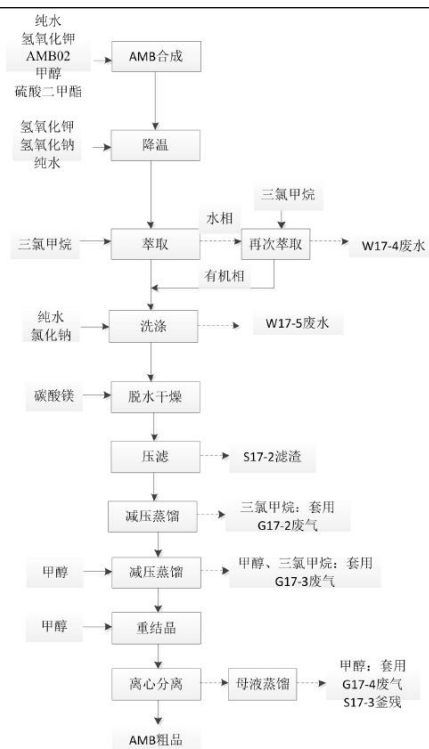 纯水
氢氧化钾
AMB02
甲醇
硫酸二甲酯
AMB合成
氢氧化钾
氢氧化钠
纯水
降温
三氯甲烷
三氯甲烷
萃取
水相
再次萃取
W17-4废水
有机相
纯水
氯化钠
洗涤
W17-5废水
碳酸镁
脱水干燥
压滤
S17-2滤渣
减压蒸馏
三氯甲烷：套用
G17-2废气
甲醇
减压蒸馏
甲醇、三氯甲烷：套用
G17-3废气
甲醇
重结晶
离心分离
母液蒸馏
甲醇：套用
G17-4废气
S17-3釜残
AMB粗品